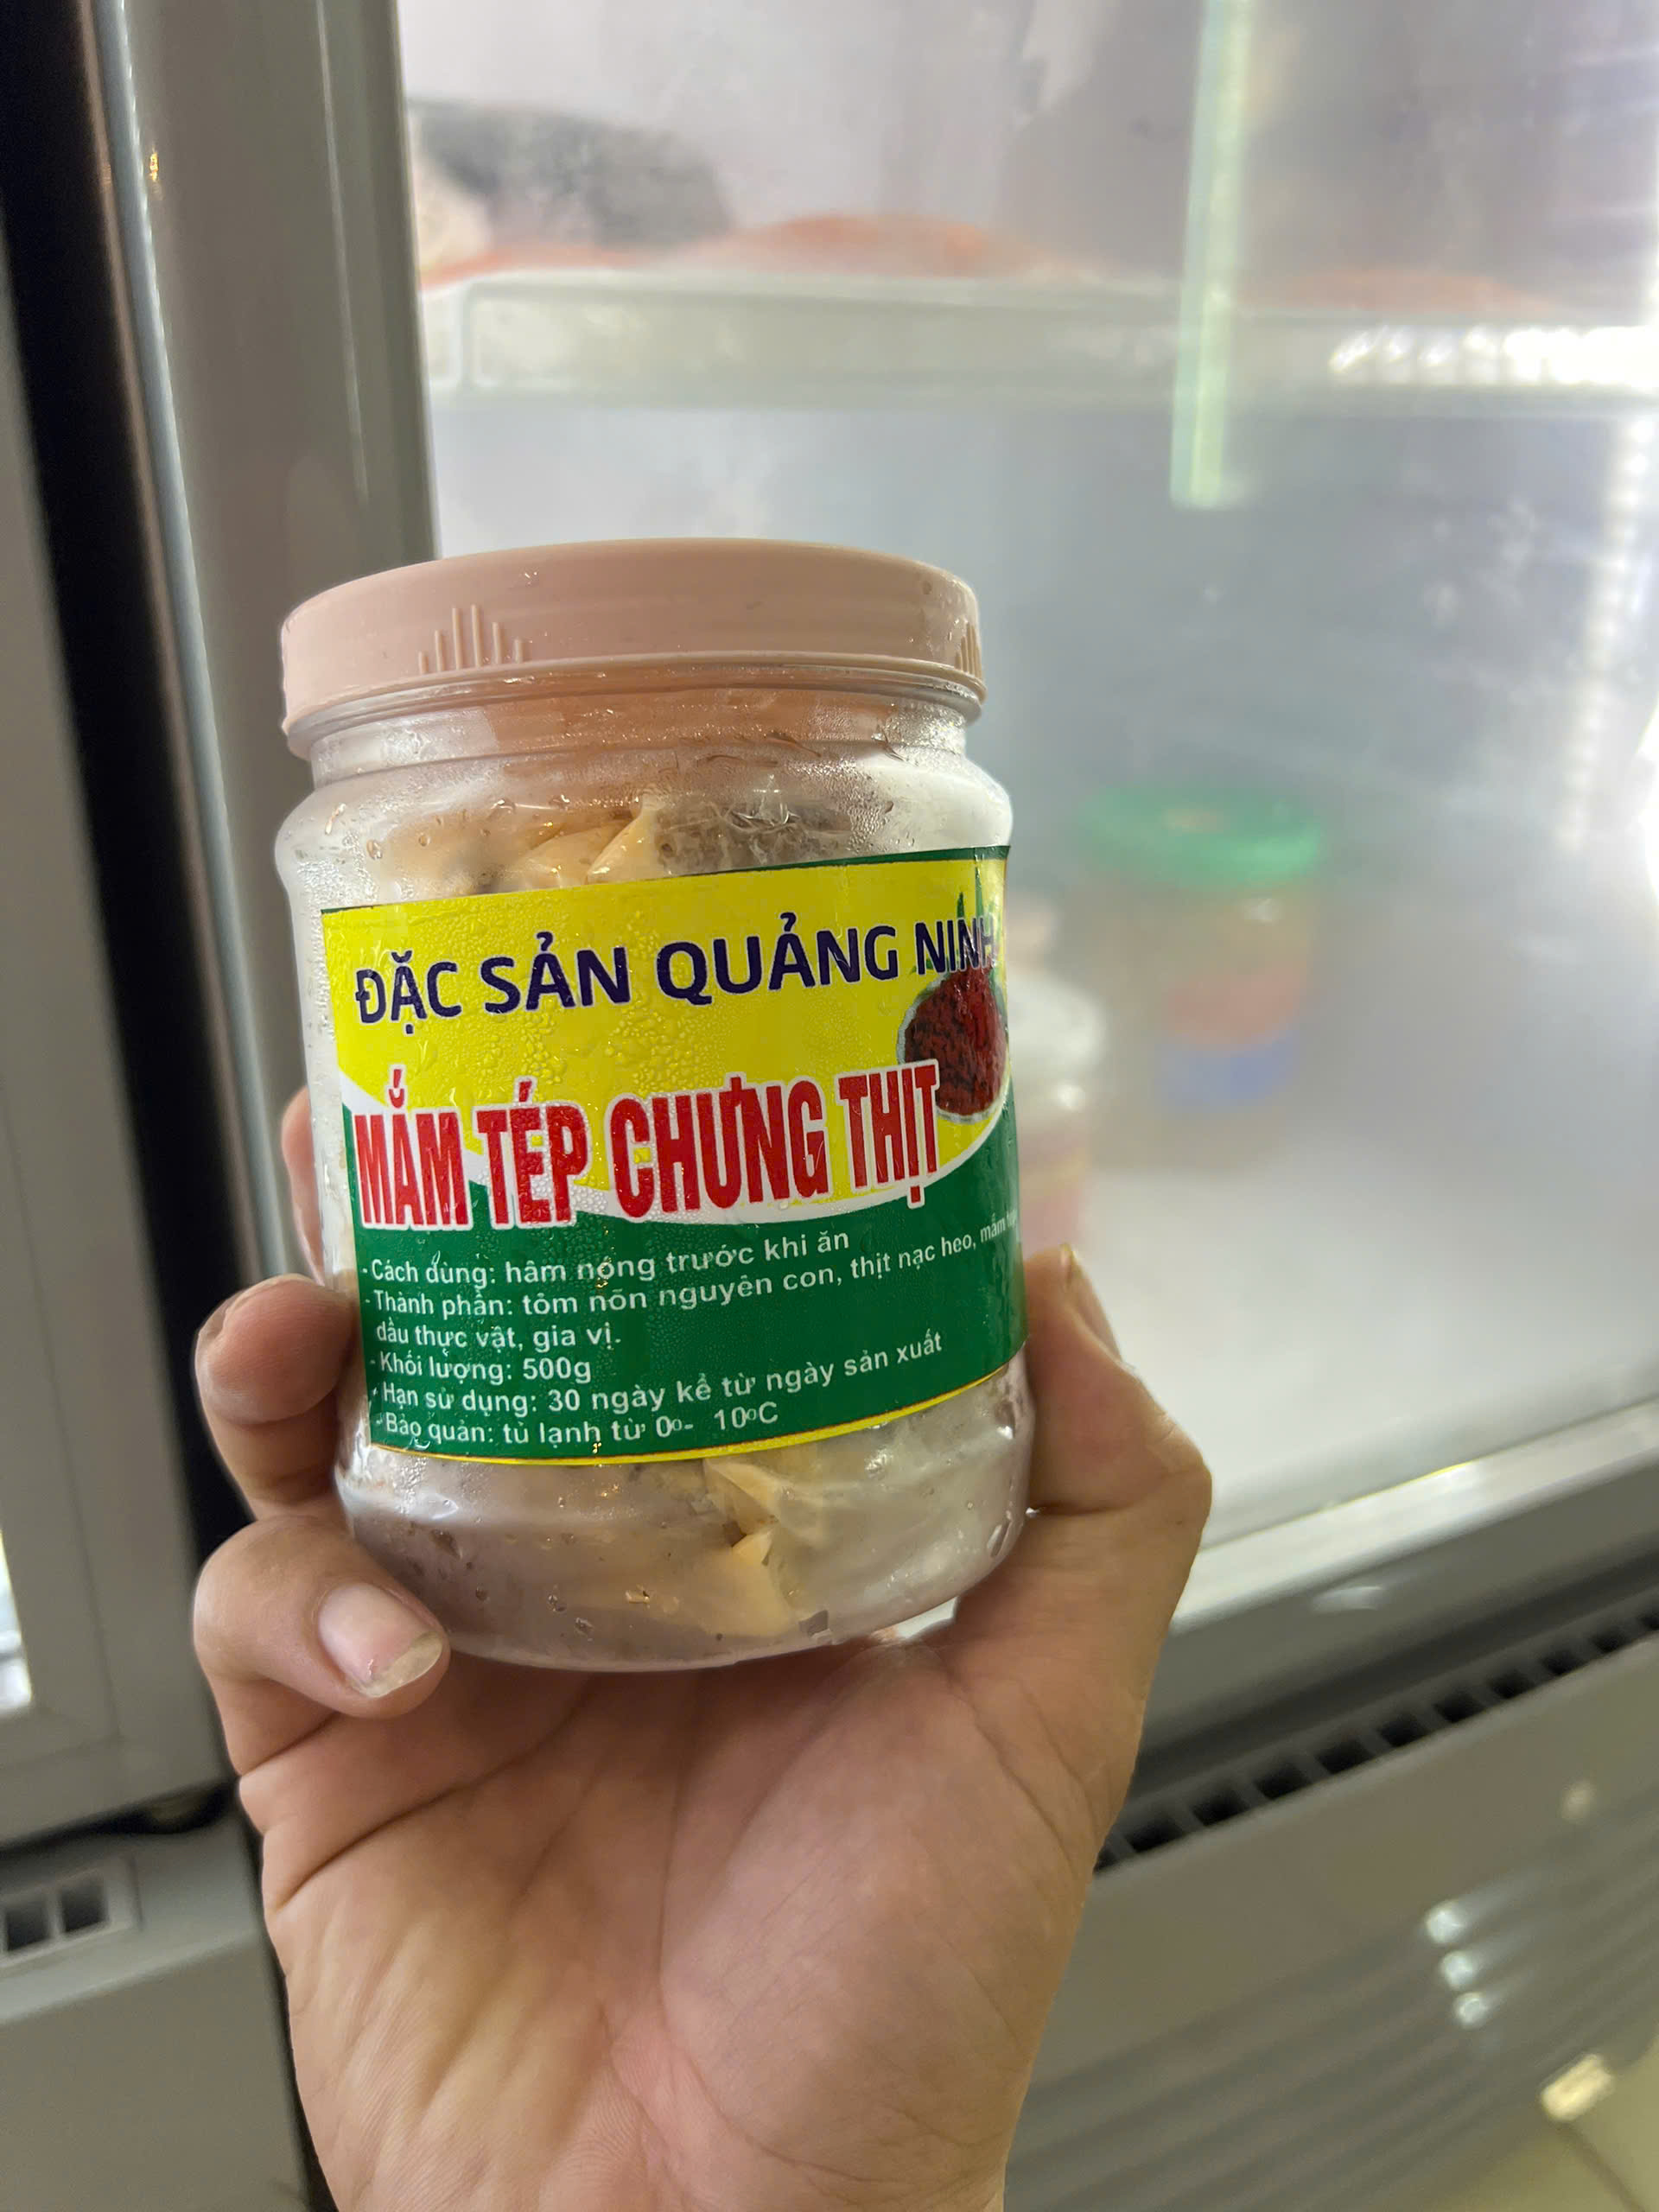 ĐẶC SẢN QUẢNG NINH
MẮM TÉP CHƯNG THỊT
- Cách dùng: hâm nóng trước khi ăn
- Thành phần: tôm nõn nguyên con, thịt nạc heo, mắm
dầu thực vật, gia vị.
- Khối lượng: 500g
- Hạn sử dụng: 30 ngày kể từ ngày sản xuất
- Bảo quản: tủ lạnh từ 0º- 10ºC